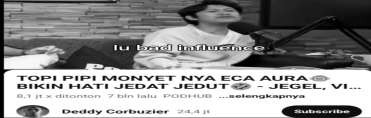 lu bad influence
TOPI PIPI MONYET NYA ECA AURA
BIKIN HATI JEDAT JEDUT🤣 - JEGEL, VI...
8,1 jt x ditonton 7 bln lalu PODHUB ...selengkapnya
Deddy Corbuzier 24,4 jt Subscribe